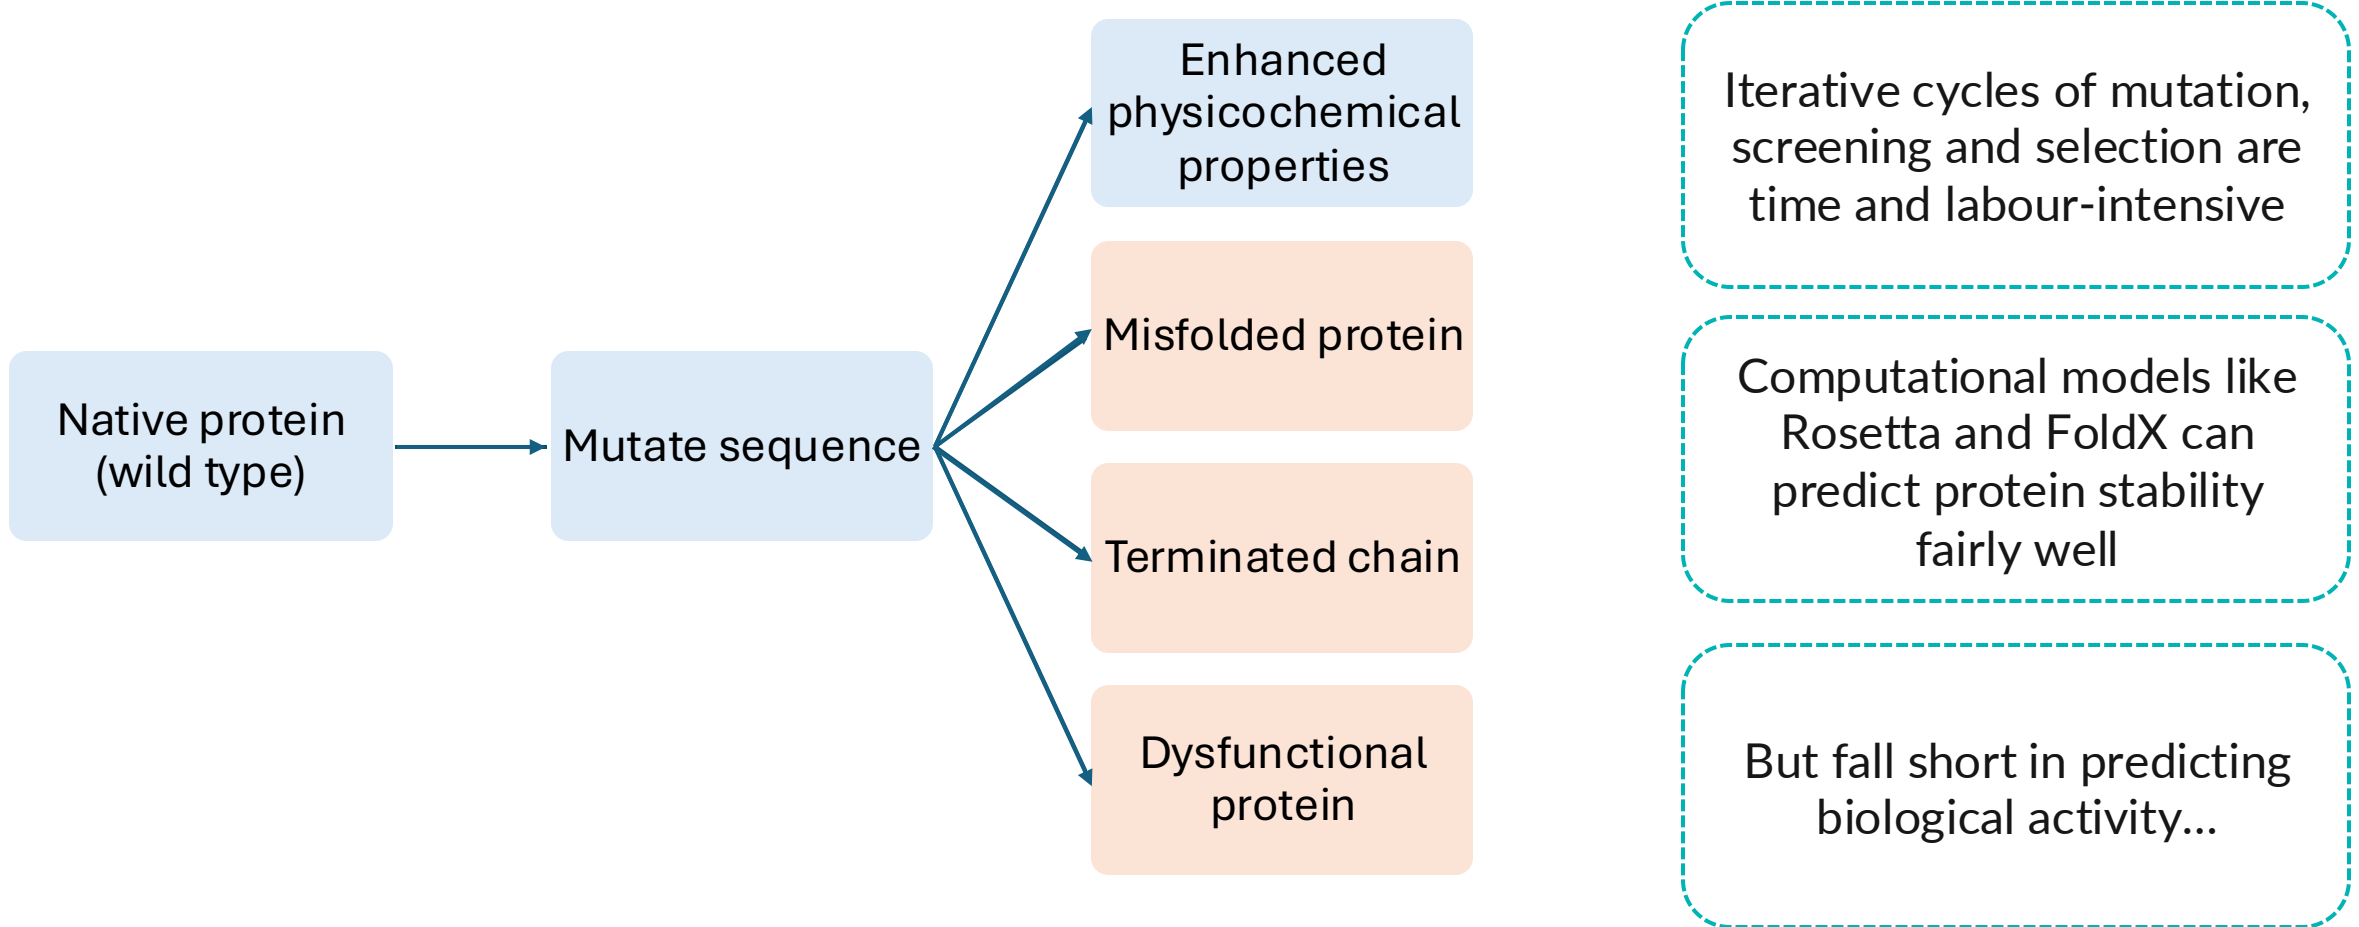 Native protein
(wild type)
Mutate sequence
Enhanced
physicochemical
properties
Misfolded protein
Terminated chain
Dysfunctional
protein
Iterative cycles of mutation,
screening and selection are
time and labour-intensive
Computational models like
Rosetta and FoldX can
predict protein stability
fairly well
But fall short in predicting
biological activity...